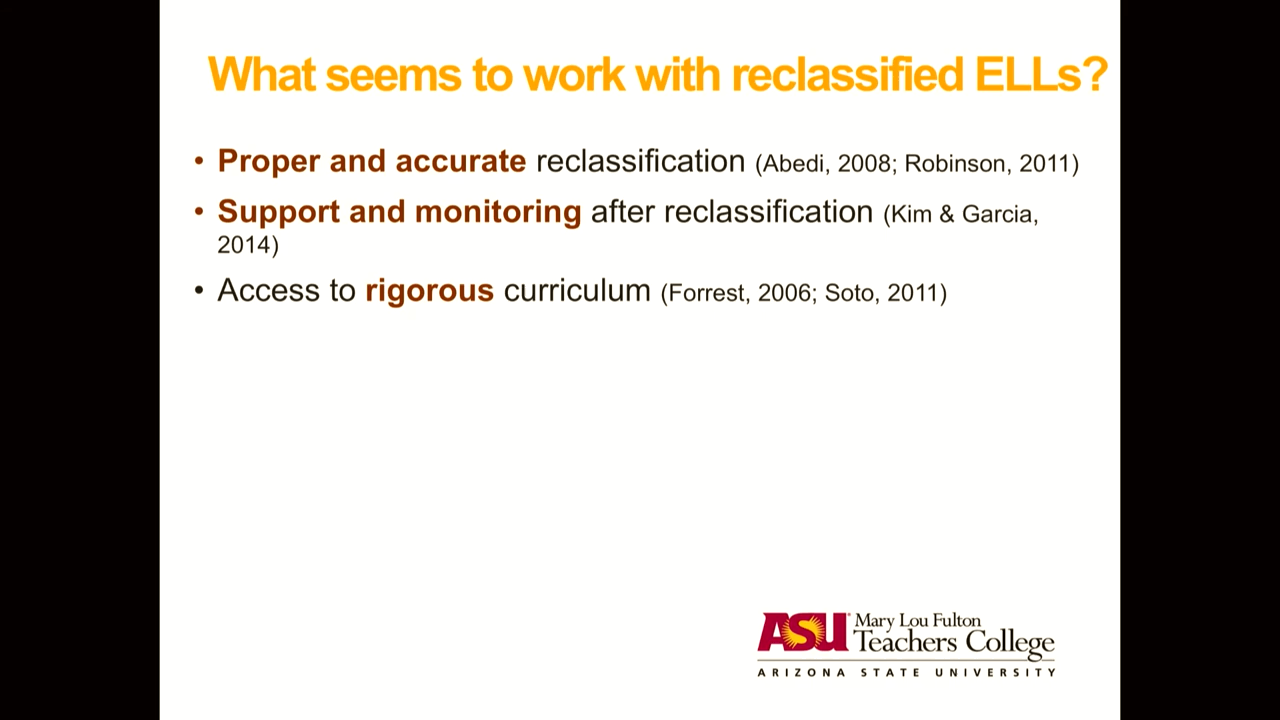 What seems to work with reclassified ELLs?
• Proper and accurate reclassification (Abedi, 2008; Robinson, 2011)
• Support and monitoring after reclassification (Kim & Garcia,
2014)
• Access to rigorous curriculum (Forrest, 2006; Soto, 2011)
ASU Mary Lou Fulton
Teachers College
ARIZONA STATE UNIVERSITY